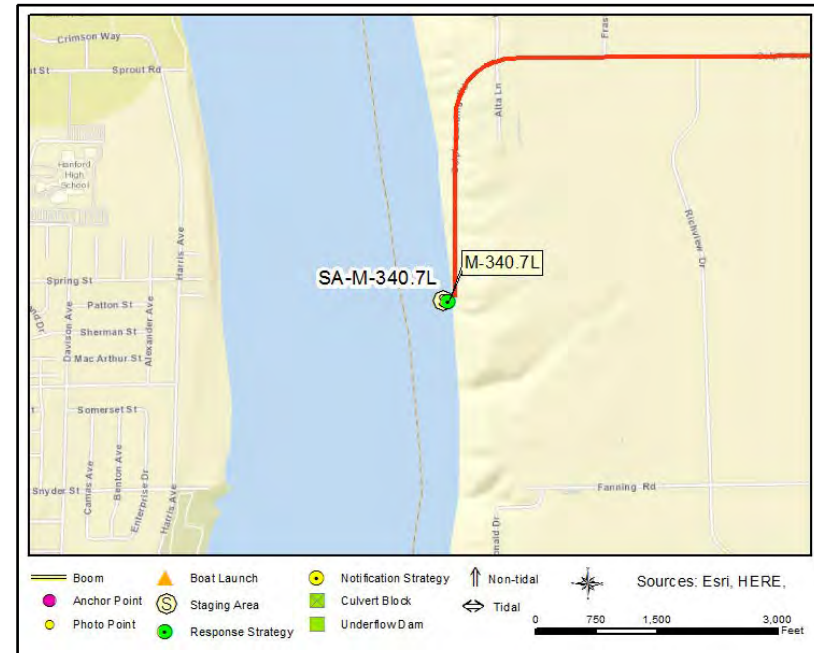 Crimson Way
Sprout Rd
Hanford
High
School
Harris Ave
Alta Ln
Rickview Dr
SA-M-340.7L
M-340.7L
S
Spring St
Patton St
Sherman St
Mac Arthur St
Davison Ave
Alexander Ave
Somerset St
Snyder St
Camas Ave
Benton Ave
Enterprise Dr
Harris Ave
Fanning Rd
Boom
Boat Launch
Notification Strategy
Non-tidal
Sources: Esri, HERE,
Anchor Point
S
Staging Area
Culvert Block
Tidal
Photo Point
Response Strategy
Underflow Dam
0 750 1,500 3,000
Feet